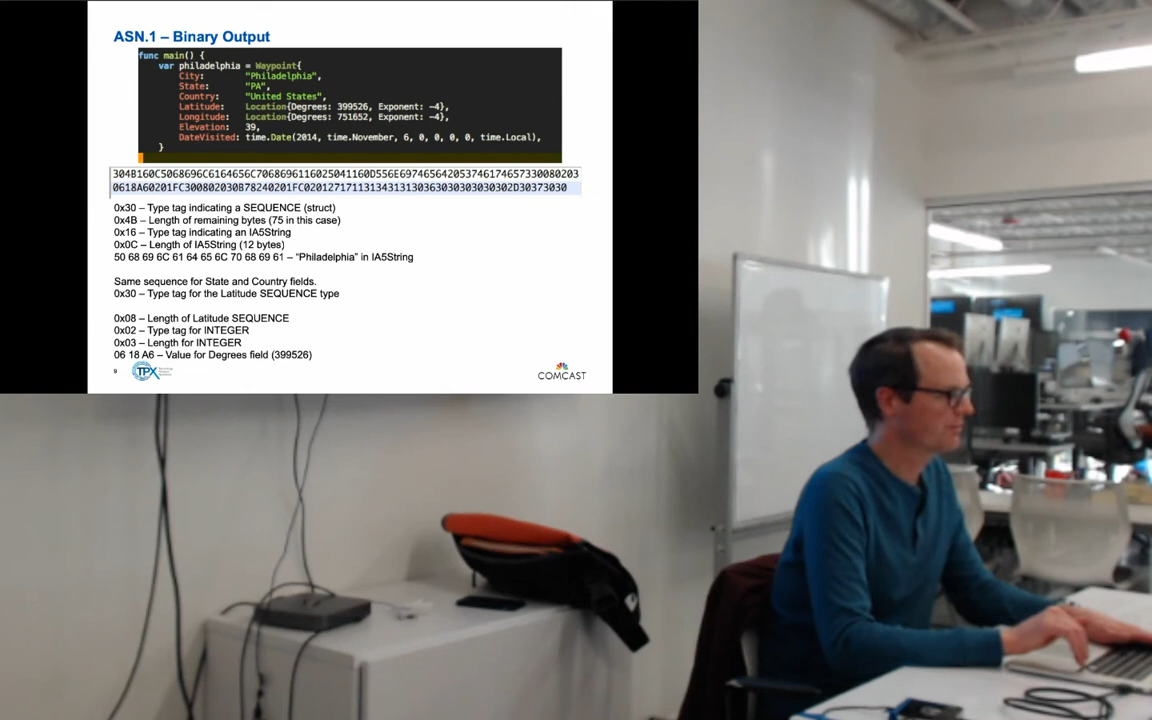 ASN.1 – Binary Output
func main() {
var philadelphia = Waypoint{
City: "Philadelphia",
State: "PA",
Country: "United States",
Latitude: Location{Degrees: 399526, Exponent: -4},
Longitude: Location{Degrees: 751652, Exponent: -4},
Elevation: 39,
DateVisited: time.Date(2014, time.November, 6, 0, 0, 0, 0, time.Local),
}
304B160C5068696C6164656C7068696116025041160D556E697465642053746174657330080203
0618A60201FC300802030B78240201FC02012717113134313130363030303030302D30373030
0x30 – Type tag indicating a SEQUENCE (struct)
0x4B – Length of remaining bytes (75 in this case)
0x16 – Type tag indicating an IA5String
0x0C – Length of IA5String (12 bytes)
50 68 69 6C 61 64 65 6C 70 68 69 61 – "Philadelphia" in IA5String
Same sequence for State and Country fields.
0x30 – Type tag for the Latitude SEQUENCE type
0x08 – Length of Latitude SEQUENCE
0x02 – Type tag for INTEGER
0x03 – Length for INTEGER
06 18 A6 – Value for Degrees field (399526)
9
TPX
COMCAST